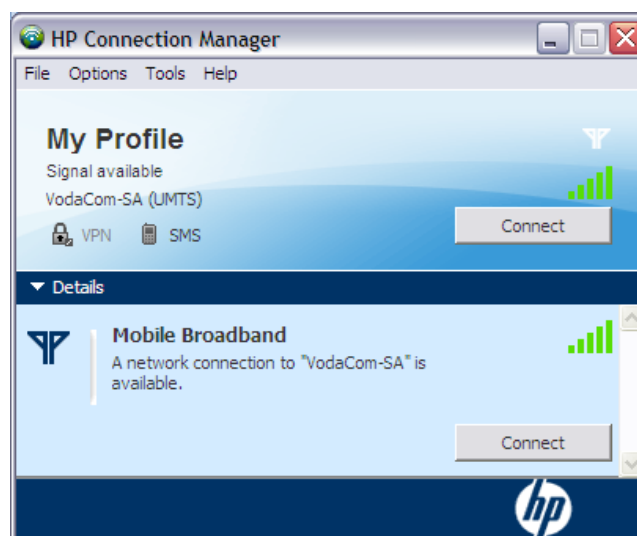 HP Connection Manager
File Options Tools Help
My Profile
Signal available
VodaCom-SA (UMTS)
VPN SMS
Connect
Details
Mobile Broadband
A network connection to "VodaCom-SA" is
available.
Connect
hp